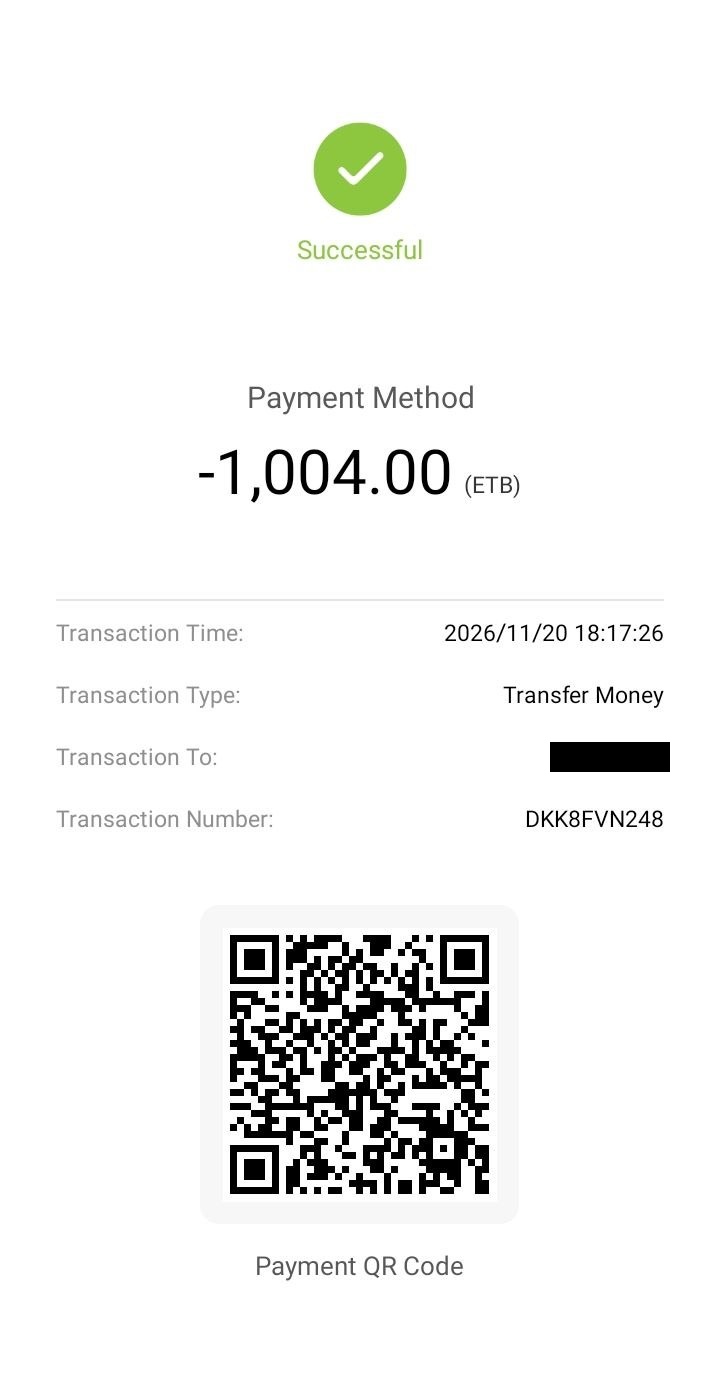 Successful
Payment Method
-1,004.00 (ETB)
Transaction Time: 2026/11/20 18:17:26
Transaction Type: Transfer Money
Transaction To:
Transaction Number: DKK8FVN248
Payment QR Code